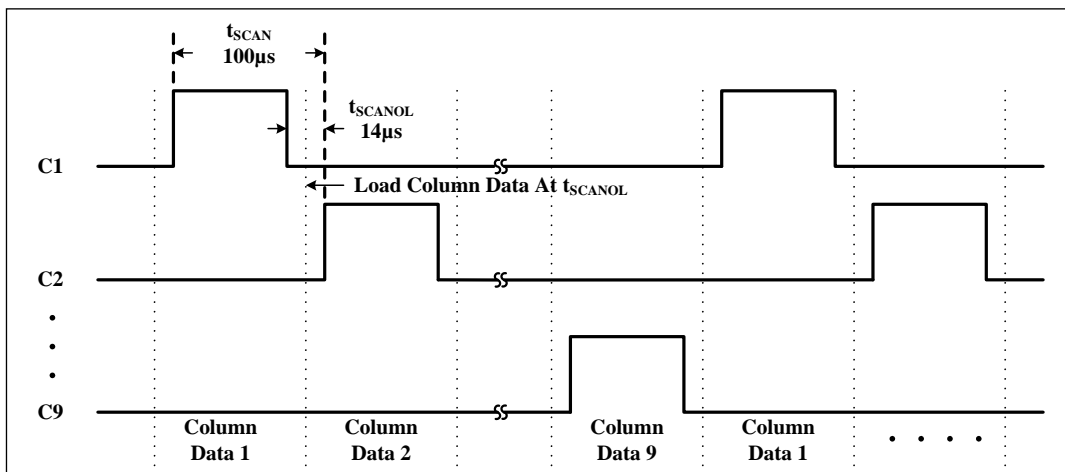 tSCAN
100µs
tSCANOL
14µs
C1
Load Column Data At tSCANOL
C2
C9
Column
Data 1
Column
Data 2
Column
Data 9
Column
Data 1